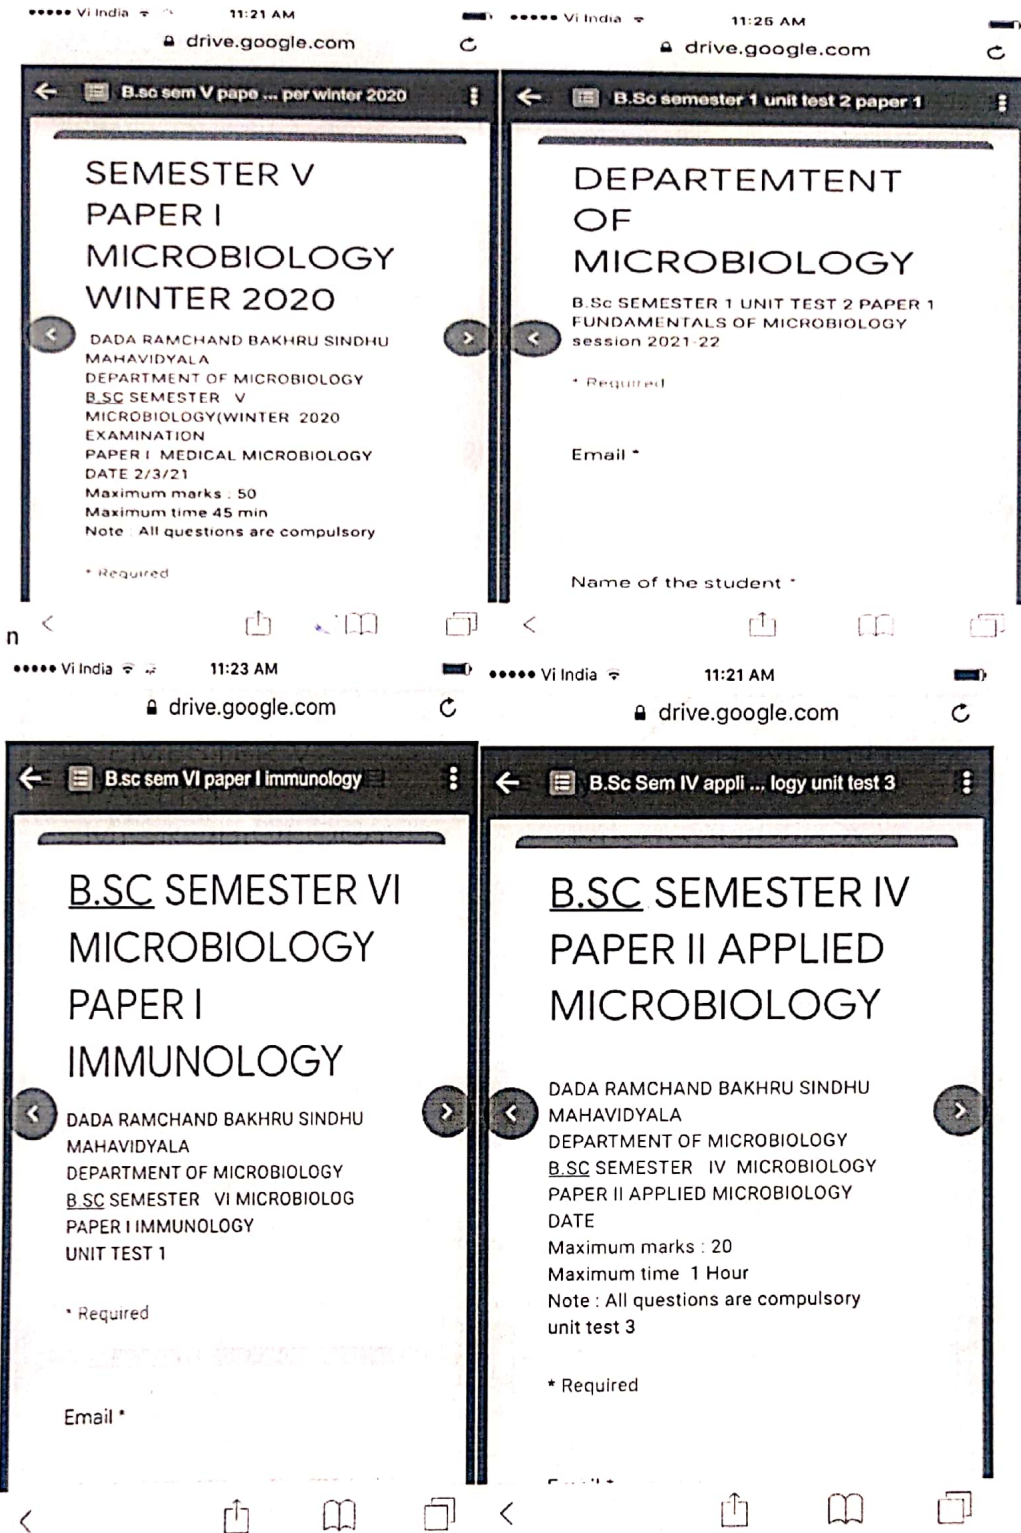 Vi India 11:21 AM
drive.google.com
B.sc sem V pape ... per winter 2020
SEMESTER V
PAPER I
MICROBIOLOGY
WINTER 2020
DADA RAMCHAND BAKHRU SINDHU
MAHAVIDYALA
DEPARTMENT OF MICROBIOLOGY
B.SC SEMESTER V
MICROBIOLOGY(WINTER 2020
EXAMINATION
PAPER I MEDICAL MICROBIOLOGY
DATE 2/3/21
Maximum marks : 50
Maximum time 45 min
Note : All questions are compulsory
* Required
Vi India 11:26 AM
drive.google.com
B.Sc semester 1 unit test 2 paper 1
DEPARTEMTENT
OF
MICROBIOLOGY
B.Sc SEMESTER 1 UNIT TEST 2 PAPER 1
FUNDAMENTALS OF MICROBIOLOGY
session 2021-22
* Required
Email *
Name of the student *
n
Vi India 11:23 AM
drive.google.com
B.sc sem VI paper I immunology
B.SC SEMESTER VI
MICROBIOLOGY
PAPER I
IMMUNOLOGY
DADA RAMCHAND BAKHRU SINDHU
MAHAVIDYALA
DEPARTMENT OF MICROBIOLOGY
B.SC SEMESTER VI MICROBIOLOG
PAPER I IMMUNOLOGY
UNIT TEST 1
* Required
Email *
Vi India 11:21 AM
drive.google.com
B.Sc Sem IV appli ... logy unit test 3
B.SC SEMESTER IV
PAPER II APPLIED
MICROBIOLOGY
DADA RAMCHAND BAKHRU SINDHU
MAHAVIDYALA
DEPARTMENT OF MICROBIOLOGY
B.SC SEMESTER IV MICROBIOLOGY
PAPER II APPLIED MICROBIOLOGY
DATE
Maximum marks : 20
Maximum time 1 Hour
Note : All questions are compulsory
unit test 3
* Required